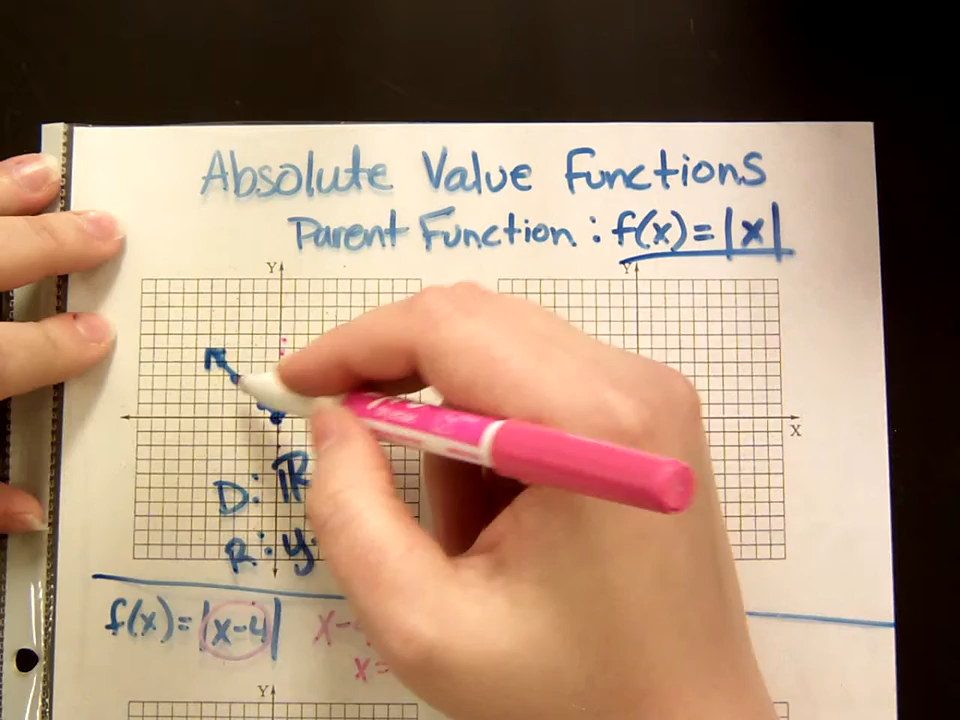 Absolute Value Functions
Parent Function : f(x) = |x|
Y
Y
X
D: ℝ
R: y
f(x) = |x-4|
x-
x=
Y